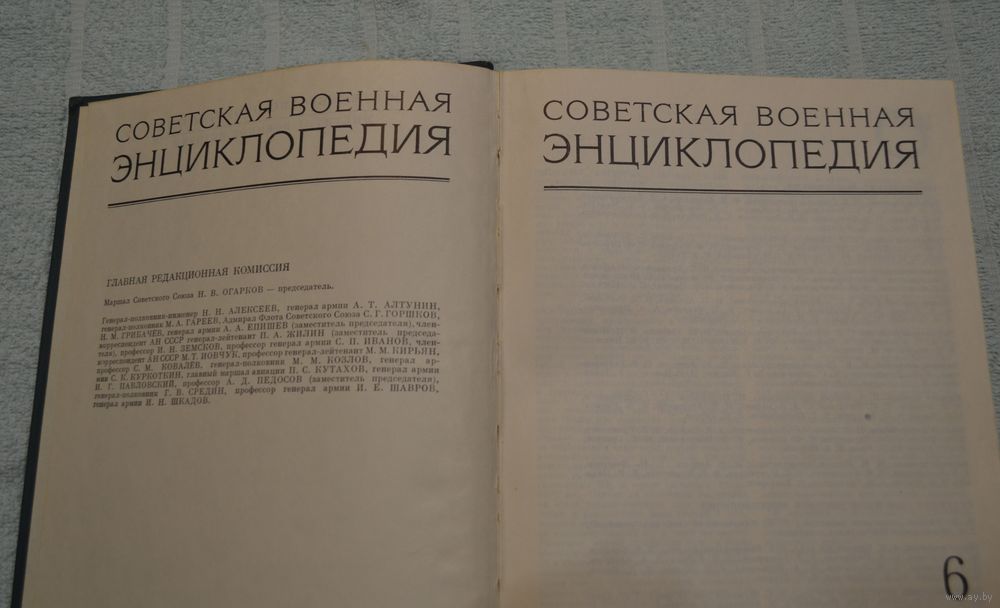 СОВЕТСКАЯ ВОЕННАЯ
ЭНЦИКЛОПЕДИЯ
ГЛАВНАЯ РЕДАКЦИОННАЯ КОМИССИЯ
Маршал Советского Союза Н. В. ОГАРКОВ — председатель.
Генерал-полковник-инженер Н. Н. АЛЕКСЕЕВ, генерал армии А. Т. АЛТУНИН,
генерал-полковник М. А. ГАРЕЕВ, Адмирал Флота Советского Союза С. Г. ГОРШКОВ,
Н. М. ГРИБАЧЕВ, генерал армии А. А. ЕПИШЕВ (заместитель председателя), член-
корреспондент АН СССР генерал-лейтенант П. А. ЖИЛИН (заместитель председа-
теля), профессор И. Н. ЗЕМСКОВ, профессор генерал армии С. П. ИВАНОВ, член-
корреспондент АН СССР М. Т. ИОВЧУК, профессор генерал-лейтенант М. М. КИРЬЯН,
профессор С. М. КОВАЛЕВ, генерал-полковник М. М. КОЗЛОВ, генерал ар-
мии С. К. КУРКОТКИН, главный маршал авиации П. С. КУТАХОВ, генерал армии
И. Г. ПАВЛОВСКИЙ, профессор А. Д. ПЕДОСОВ (заместитель председателя),
генерал-полковник Г. В. СРЕДИН, профессор генерал армии И. Е. ШАВРОВ,
генерал армии И. Н. ШКАДОВ.
СОВЕТСКАЯ ВОЕННАЯ
ЭНЦИКЛОПЕДИЯ
6
www.ay.by